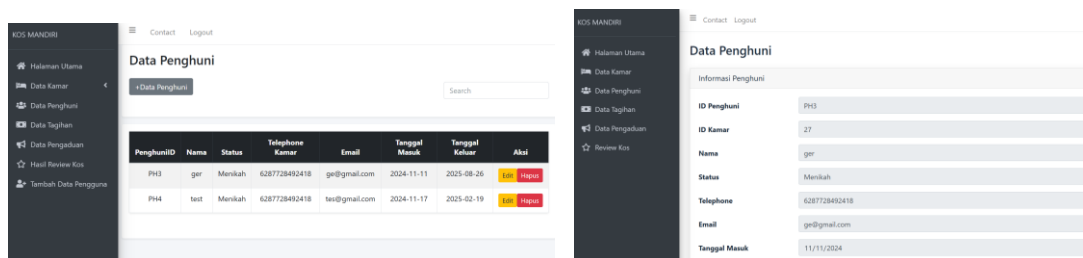 KOS MANDIRI
Contact Logout
Halaman Utama
Data Kamar
Data Penghuni
Data Tagihan
Data Pengaduan
Hasil Review Kos
Tambah Data Pengguna
Data Penghuni
+Data Penghuni
Search
PenghuniID Nama Status Telephone Kamar Email Tanggal Masuk Tanggal Keluar Aksi
PH3 ger Menikah 6287728492418 ge@gmail.com 2024-11-11 2025-08-26 Edit Hapus
PH4 test Menikah 6287728492418 tes@gmail.com 2024-11-17 2025-02-19 Edit Hapus
KOS MANDIRI
Contact Logout
Halaman Utama
Data Kamar
Data Penghuni
Data Tagihan
Data Pengaduan
Review Kos
Data Penghuni
Informasi Penghuni
ID Penghuni PH3
ID Kamar 27
Nama ger
Status Menikah
Telephone 6287728492418
Email ge@gmail.com
Tanggal Masuk 11/11/2024